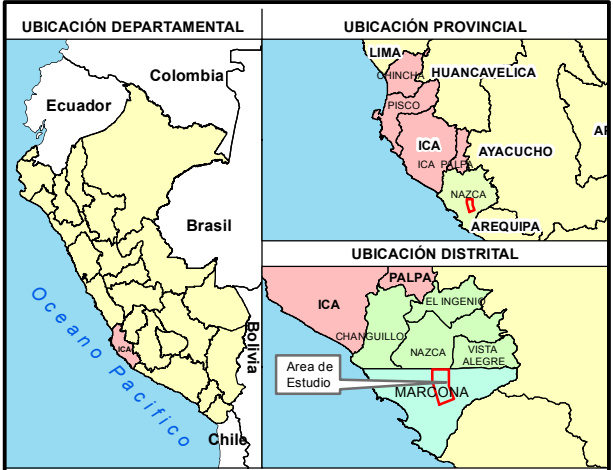 UBICACIÓN DEPARTAMENTAL
Colombia
Ecuador
Brasil
Oceano Pacifico
ICA
Bolivia
Chile
UBICACIÓN PROVINCIAL
LIMA
CHINCHA
HUANCAVELICA
PISCO
ICA
AYACUCHO
ICA
PALPA
NAZCA
AREQUIPA
UBICACIÓN DISTRITAL
PALPA
ICA
EL INGENIO
CHANGUILLO
NAZCA
VISTA
ALEGRE
Area de
Estudio
MARCONA